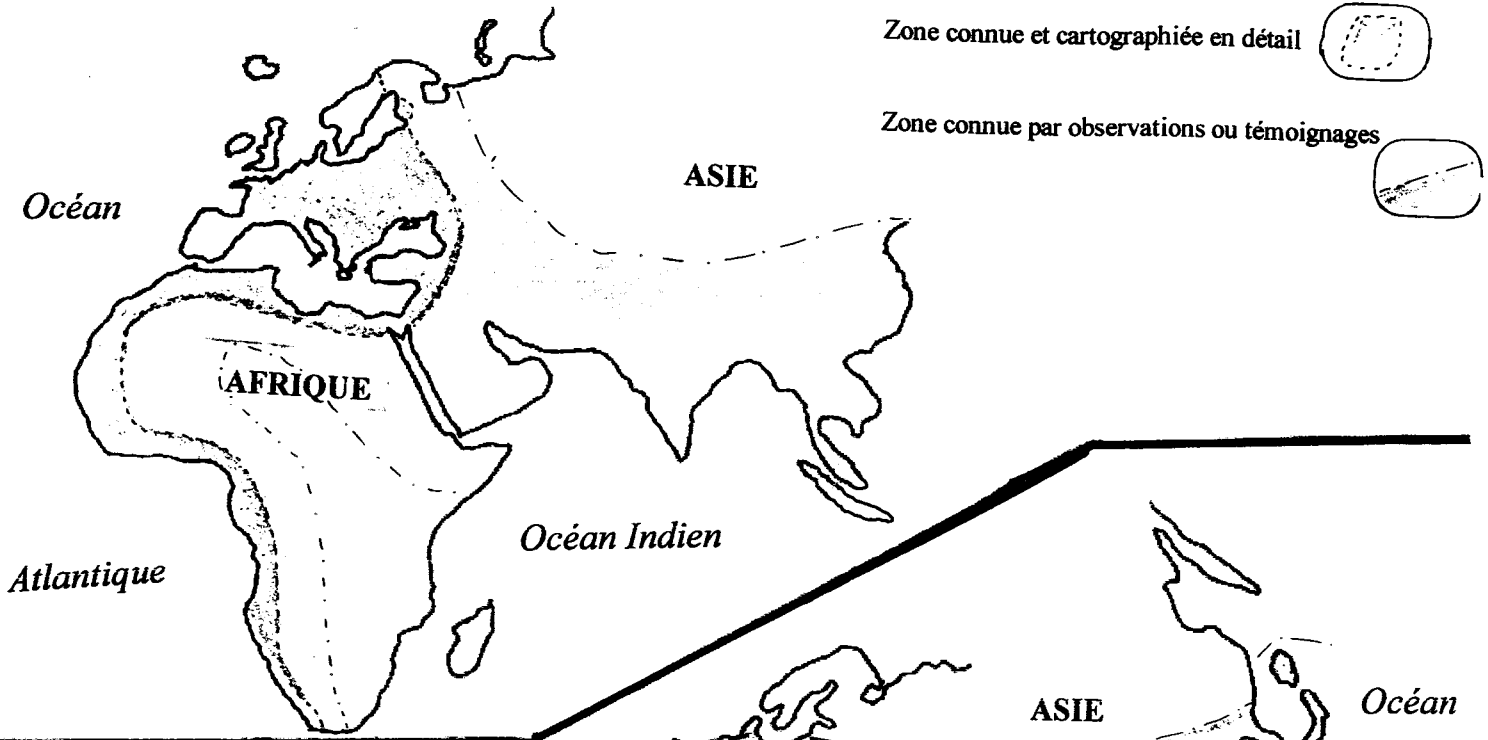 Zone connue et cartographiée en détail
Zone connue par observations ou témoignages
ASIE
Océan
AFRIQUE
Océan Indien
Atlantique
ASIE
Océan